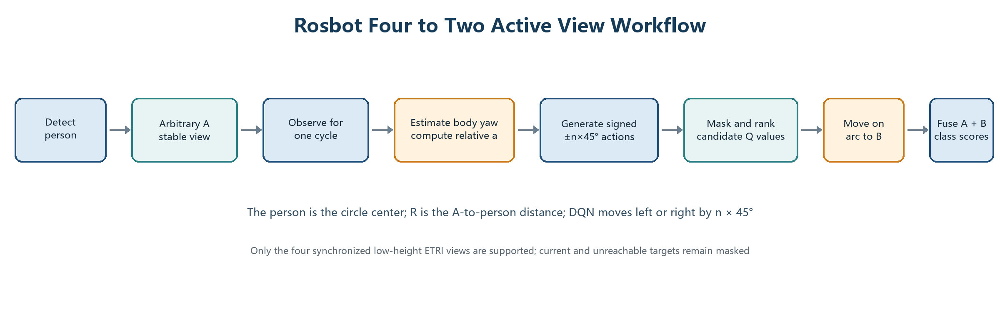 Rosbot Four to Two Active View Workflow
Detect
person
Arbitrary A
stable view
Observe for
one cycle
Estimate body yaw
compute relative a
Generate signed
±n×45° actions
Mask and rank
candidate Q values
Move on
arc to B
Fuse A + B
class scores
The person is the circle center; R is the A-to-person distance; DQN moves left or right by n × 45°
Only the four synchronized low-height ETRI views are supported; current and unreachable targets remain masked